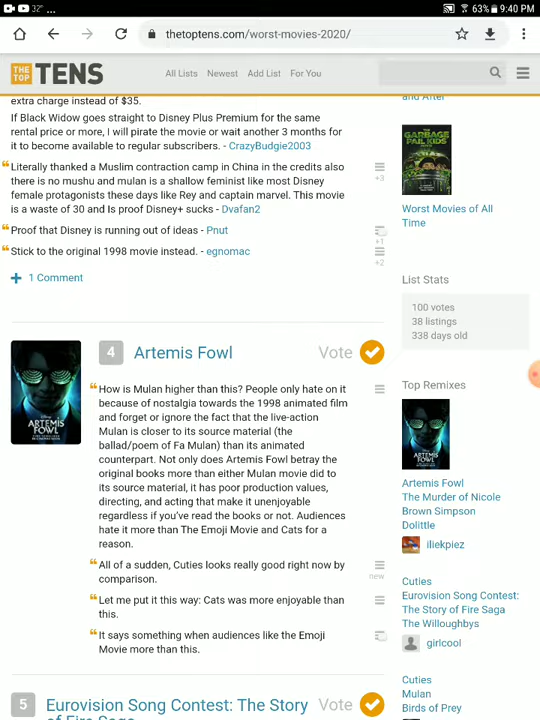 32°
...
63% 9:40 PM
thetoptens.com/worst-movies-2020/
THE TOP TENS
All Lists Newest Add List For You
extra charge instead of $35.
If Black Widow goes straight to Disney Plus Premium for the same
rental price or more, I will pirate the movie or wait another 3 months for
it to become available to regular subscribers. - CrazyBudgie2003
Literally thanked a Muslim contraction camp in China in the credits also
there is no mushu and mulan is a shallow feminist like most Disney
female protagonists these days like Rey and captain marvel. This movie
is a waste of 30 and Is proof Disney+ sucks - Dvafan2
+3
Proof that Disney is running out of ideas - Pnut
+1
Stick to the original 1998 movie instead. - egnomac
+2
+ 1 Comment
4 Artemis Fowl Vote
Disney
ARTEMIS
FOWL
How is Mulan higher than this? People only hate on it
because of nostalgia towards the 1998 animated film
and forget or ignore the fact that the live-action
Mulan is closer to its source material (the
ballad/poem of Fa Mulan) than its animated
counterpart. Not only does Artemis Fowl betray the
original books more than either Mulan movie did to
its source material, it has poor production values,
directing, and acting that make it unenjoyable
regardless if you've read the books or not. Audiences
hate it more than The Emoji Movie and Cats for a
reason.
All of a sudden, Cuties looks really good right now by
comparison.
new
Let me put it this way: Cats was more enjoyable than
this.
It says something when audiences like the Emoji
Movie more than this.
5 Eurovision Song Contest: The Story Vote
of Fire Saga
and After
GARBAGE
PAIL KIDS
Worst Movies of All
Time
List Stats
100 votes
38 listings
338 days old
Top Remixes
ARTEMIS
FOWL
Artemis Fowl
The Murder of Nicole
Brown Simpson
Dolittle
iliekpiez
Cuties
Eurovision Song Contest:
The Story of Fire Saga
The Willoughbys
girlcool
Cuties
Mulan
Birds of Prey